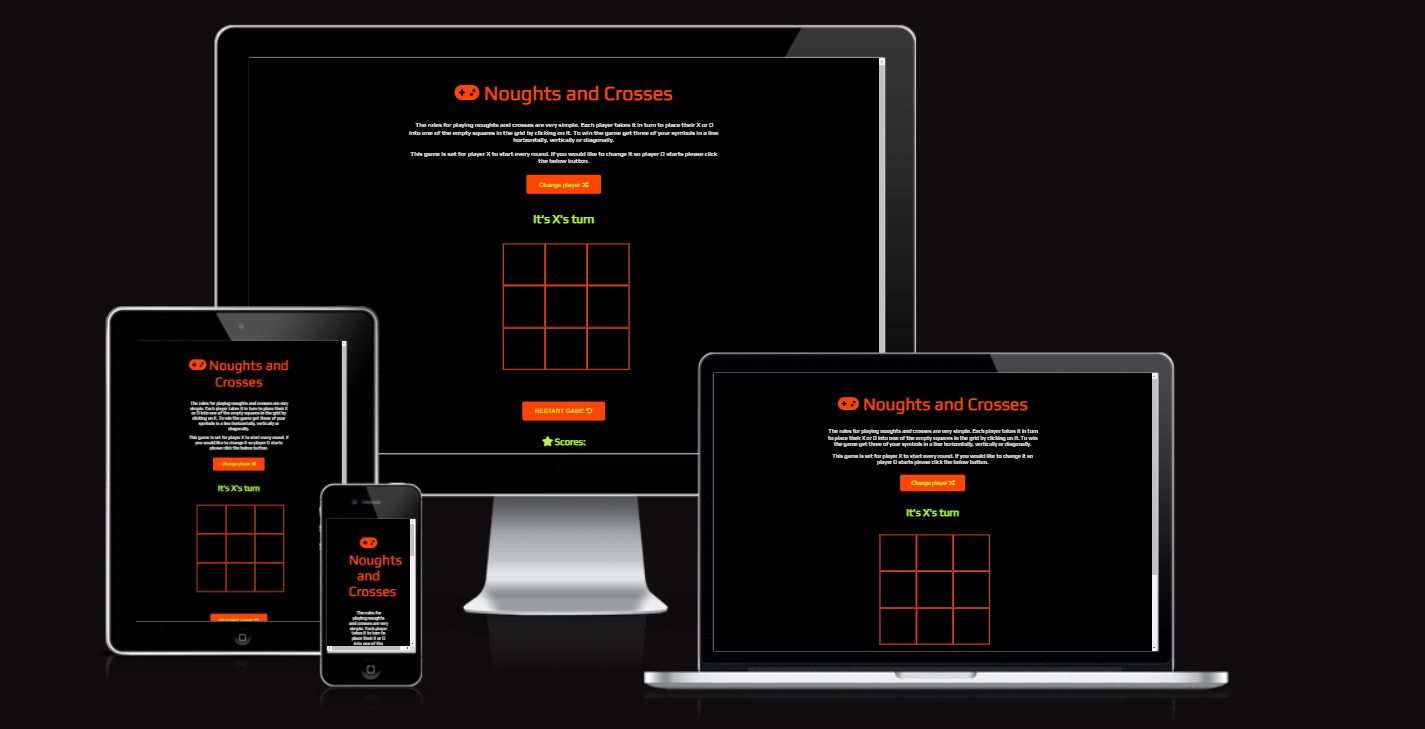 Noughts and Crosses
The rules for playing noughts and crosses are very simple. Each player takes it in turn to place their X or O
into one of the empty squares in the grid by clicking on it. To win the game get three of your symbols in a line
horizontally, vertically or diagonally.
This game is set for player X to start every round. If you would like to change it so player O starts please click
the below button.
Change player
It's X's turn
RESTART GAME
Scores:
Noughts and
Crosses
The rules for playing noughts and crosses are very
simple. Each player takes it in turn to place their X
or O into one of the empty squares in the grid by
clicking on it. To win the game get three of your
symbols in a line horizontally, vertically or
diagonally.
This game is set for player X to start every round. If
you would like to change it so player O starts
please click the below button.
Change player
It's X's turn
RESTART GAME
Noughts
and
Crosses
The rules for
playing noughts
and crosses are very
simple. Each player
takes it in turn to
place their X or O
into one of the
Noughts and Crosses
The rules for playing noughts and crosses are very simple. Each player takes it in turn
to place their X or O into one of the empty squares in the grid by clicking on it. To win
the game get three of your symbols in a line horizontally, vertically or diagonally.
This game is set for player X to start every round. If you would like to change it so
player O starts please click the below button.
Change player
It's X's turn